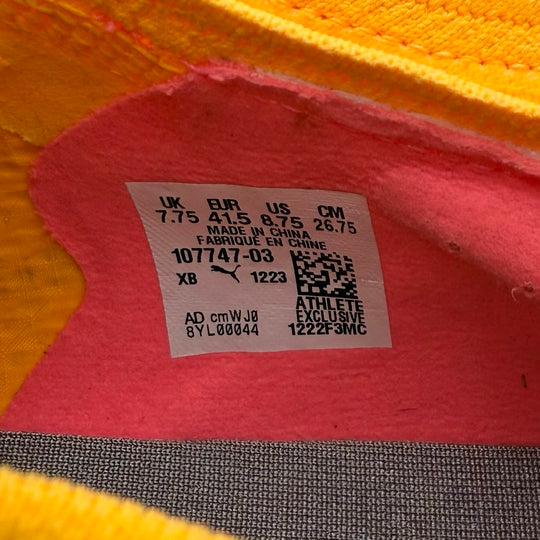 UK EUR US CM
7.75 41.5 8.75 26.75
MADE IN CHINA
FABRIQUÉ EN CHINE
107747-03
XB 1223
ATHLETE
EXCLUSIVE
AD cmWJ0
8YL00044 1222F3MC